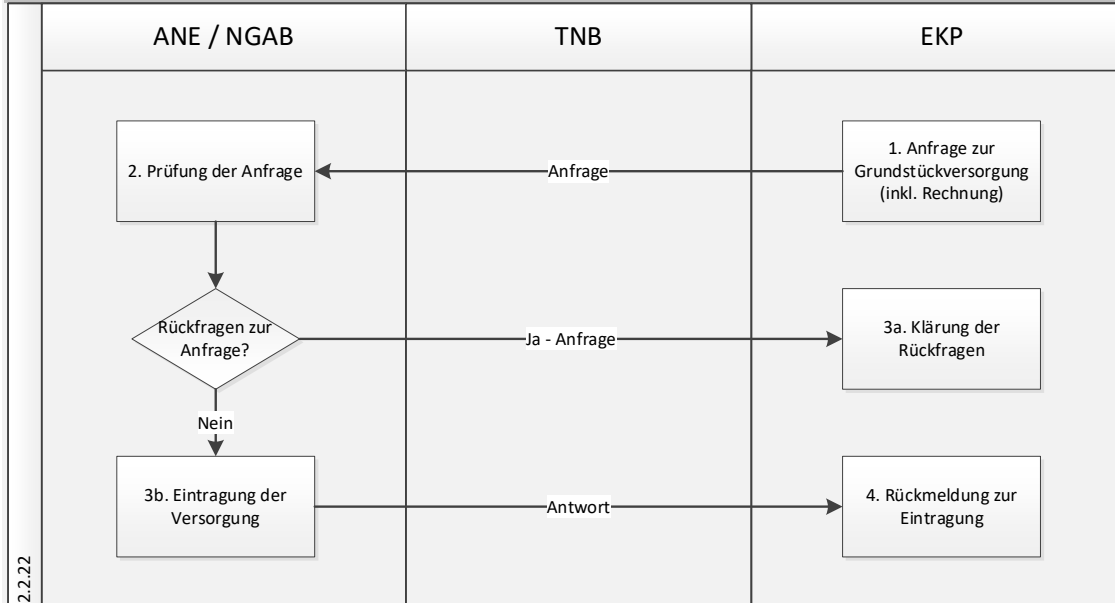 ANE / NGAB
TNB
EKP
2. Prüfung der Anfrage
Anfrage
1. Anfrage zur
Grundstückversorgung
(inkl. Rechnung)
Rückfragen zur
Anfrage?
Ja - Anfrage
3a. Klärung der
Rückfragen
Nein
3b. Eintragung der
Versorgung
Antwort
4. Rückmeldung zur
Eintragung
2.2.22